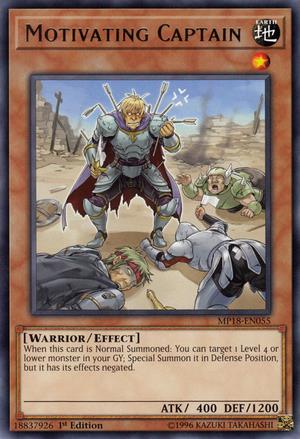 MOTIVATING CAPTAIN
EARTH
地
MP18-EN055
[WARRIOR/EFFECT]
When this card is Normal Summoned: You can target 1 Level 4 or
lower monster in your GY; Special Summon it in Defense Position,
but it has its effects negated.
ATK/ 400 DEF/1200
18837926 1st Edition ©1996 KAZUKI TAKAHASHI